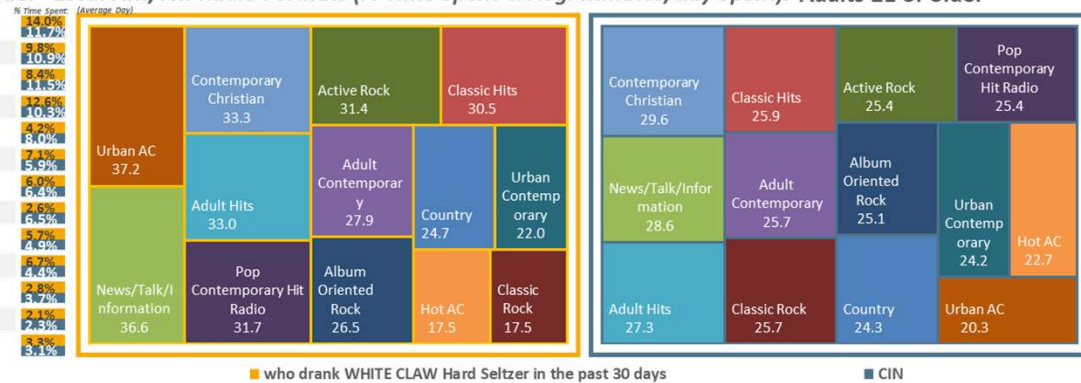 % Time Spent: (Average Day)
Adults 21 or Older
14.0%
11.7%
9.8%
10.9%
8.4%
11.5%
12.6%
10.3%
4.2%
8.0%
7.1%
5.9%
6.0%
6.4%
2.6%
6.5%
5.7%
4.9%
6.7%
4.4%
2.8%
3.7%
2.1%
2.3%
3.3%
3.1%
Urban AC
37.2
News/Talk/I
nformation
36.6
Contemporary
Christian
33.3
Adult Hits
33.0
Pop
Contemporary Hit
Radio
31.7
Active Rock
31.4
Classic Hits
30.5
Adult
Contemporar
y
27.9
Album
Oriented
Rock
26.5
Country
24.7
Urban
Contemp
orary
22.0
Hot AC
17.5
Classic
Rock
17.5
Contemporary
Christian
29.6
News/Talk/Infor
mation
28.6
Adult Hits
27.3
Classic Hits
25.9
Adult
Contemporary
25.7
Classic Rock
25.7
Active Rock
25.4
Pop
Contemporary
Hit Radio
25.4
Album
Oriented
Rock
25.1
Country
24.3
Urban
Contemp
orary
24.2
Hot AC
22.7
Urban AC
20.3
who drank WHITE CLAW Hard Seltzer in the past 30 days
CIN